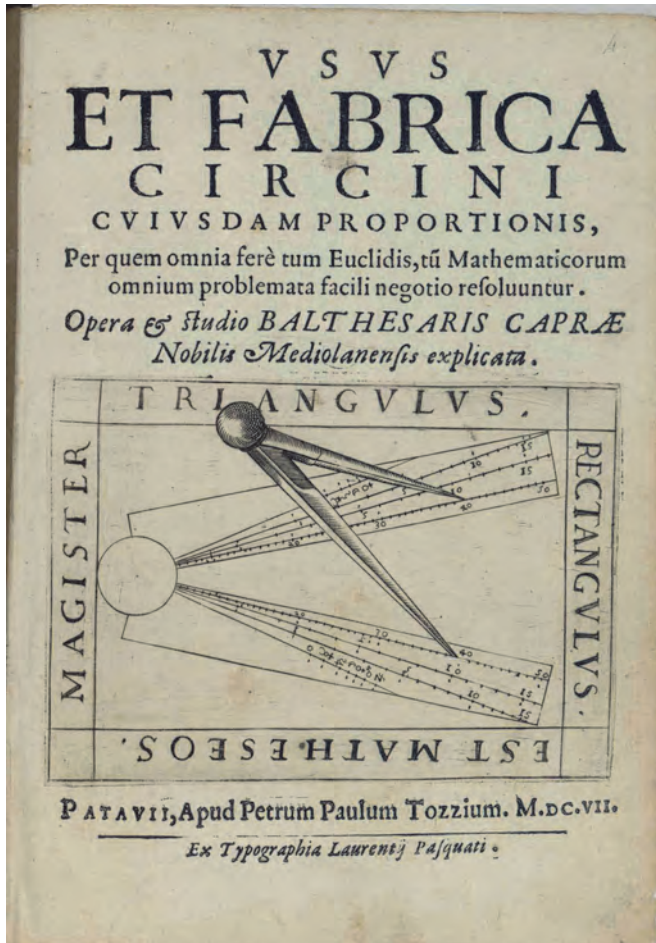 VSVS
ET FABRICA
CIRCINI
CVIVSDAM PROPORTIONIS,
Per quem omnia ferè tum Euclidis, tũ Mathematicorum
omnium problemata facili negotio reſoluuntur.
Opera & ſtudio BALTHESARIS CAPRÆ
Nobilis Mediolanenſis explicata.
TRIANGVLVS.
RECTANGVLVS.
EST MATHESEOS.
MAGISTER
PATAVII, Apud Petrum Paulum Tozzium. M.DC.VII.
Ex Typographia Laurentij Paſquati.